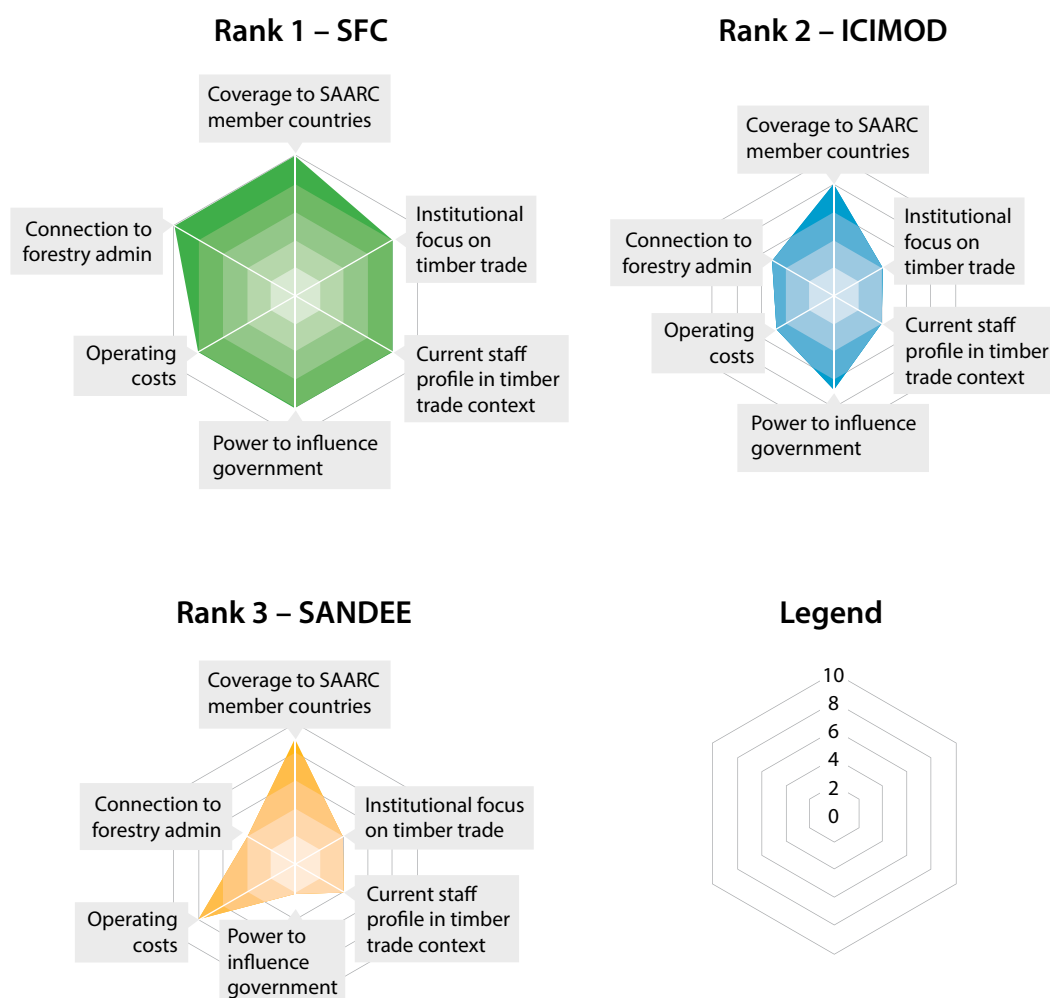 Rank 1 – SFC
Coverage to SAARC
member countries
Connection to
forestry admin
Institutional
focus on
timber trade
Operating
costs
Current staff
profile in timber
trade context
Power to influence
government
Rank 2 – ICIMOD
Coverage to SAARC
member countries
Connection to
forestry admin
Institutional
focus on
timber trade
Operating
costs
Current staff
profile in timber
trade context
Power to influence
government
Rank 3 – SANDEE
Coverage to SAARC
member countries
Connection to
forestry admin
Institutional focus
on timber trade
Operating
costs
Current staff
profile in timber
trade context
Power to
influence
government
Legend
10
8
6
4
2
0